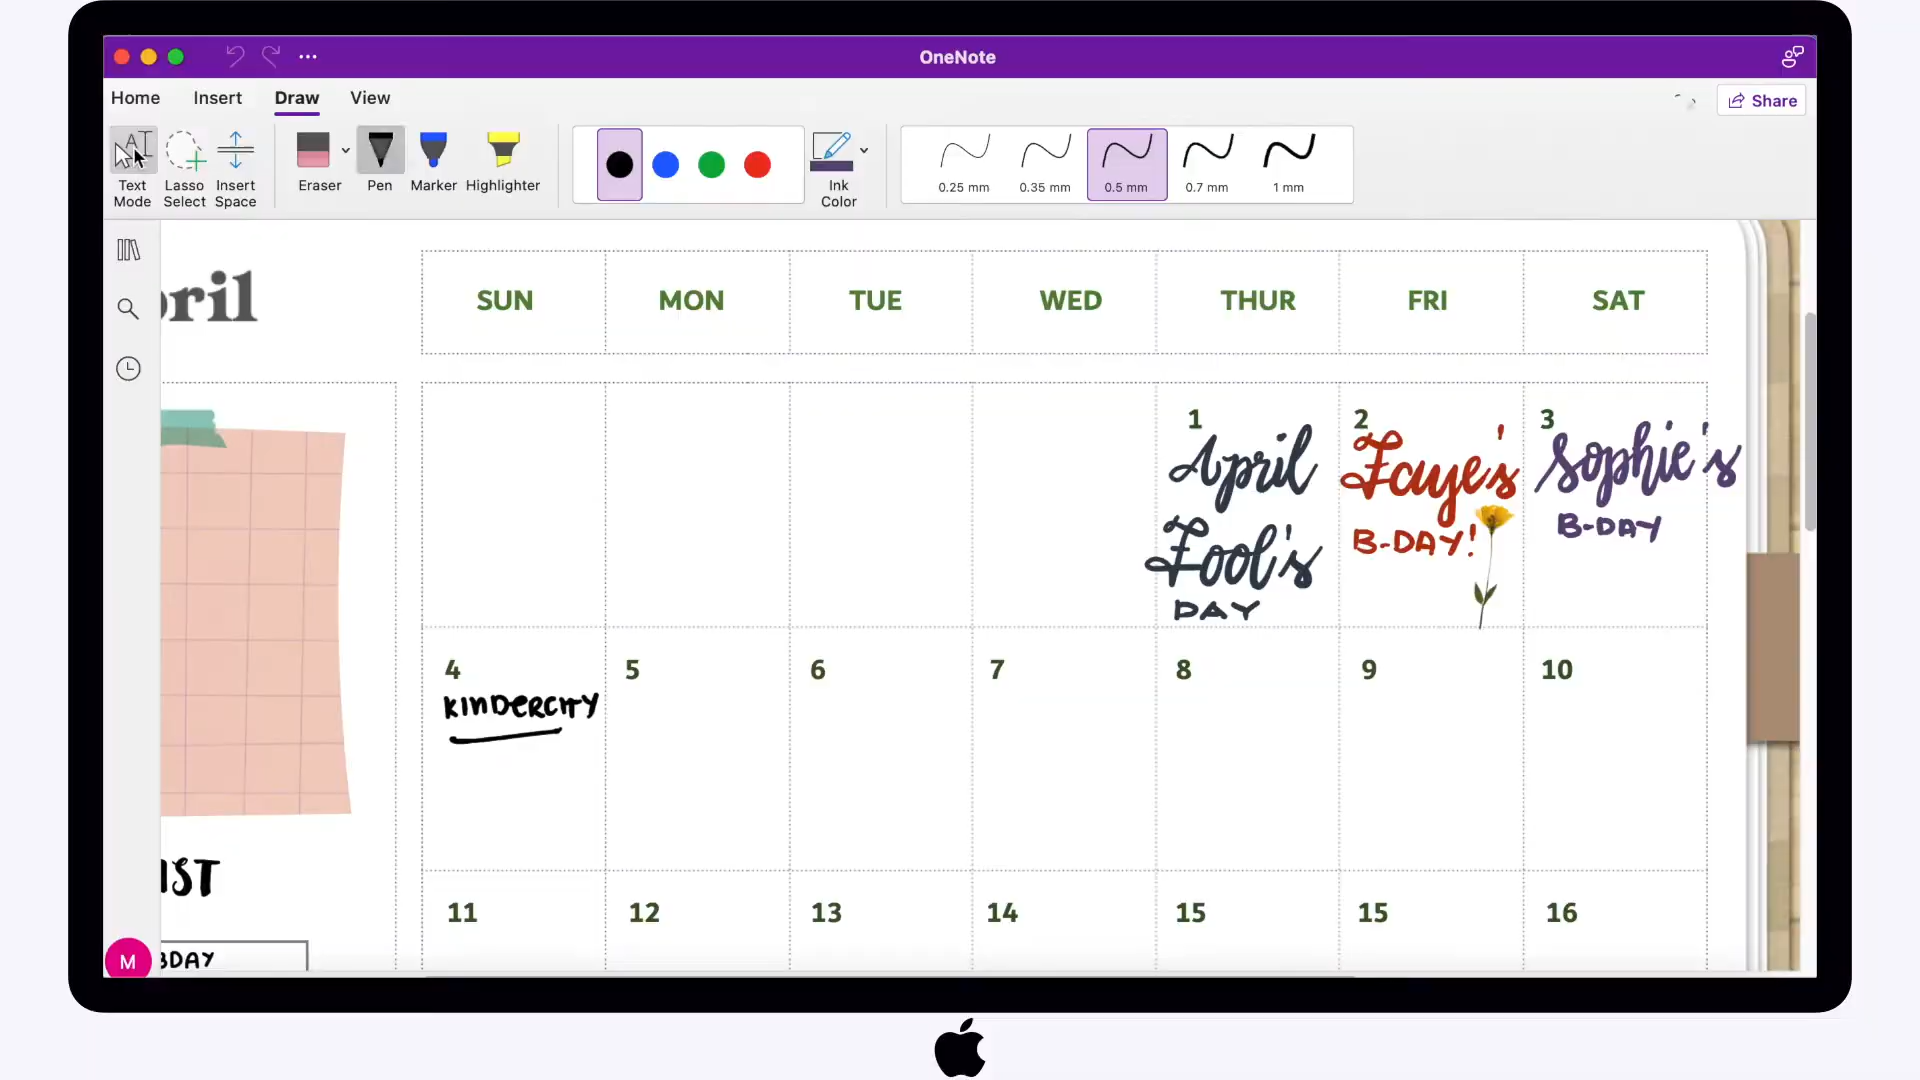 OneNote
Home Insert Draw View
Share
Text Mode
Lasso Select
Insert Space
Eraser
Pen
Marker
Highlighter
Ink Color
0.25 mm
0.35 mm
0.5 mm
0.7 mm
1 mm
pril
SUN MON TUE WED THUR FRI SAT
1 2 3
April Faye's Sophie's
Fool's B-DAY! B-DAY
DAY
4 5 6 7 8 9 10
KINDERCITY
IST
11 12 13 14 15 15 16
BDAY
M